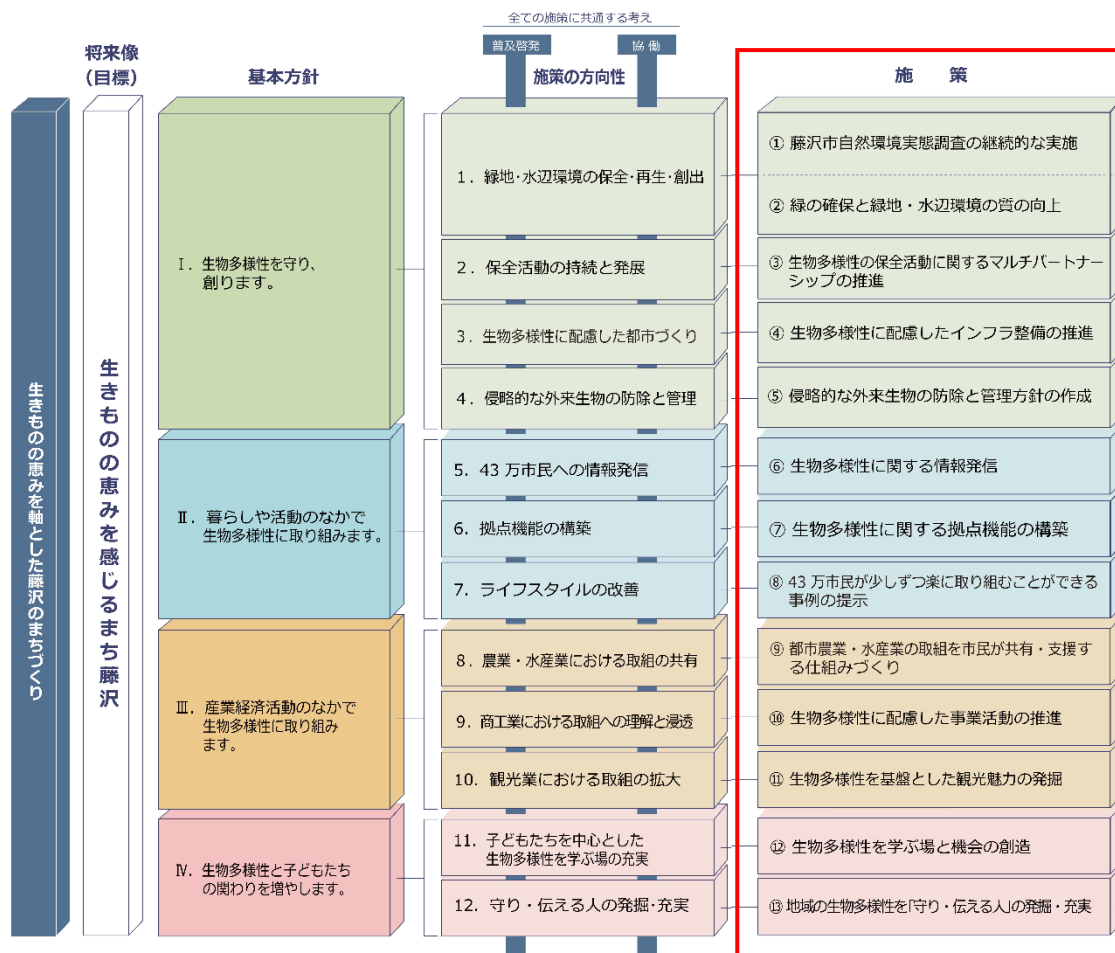 全ての施策に共通する考え
普及啓発
協働
将来像
(目標)
基本方針
施策の方向性
施　策
生きものの恵みを軸とした藤沢のまちづくり
生きものの恵みを感じるまち藤沢
Ⅰ．生物多様性を守り、
創ります。
1．緑地・水辺環境の保全・再生・創出
① 藤沢市自然環境実態調査の継続的な実施
② 緑の確保と緑地・水辺環境の質の向上
2．保全活動の持続と発展
③ 生物多様性の保全活動に関するマルチパートナー
シップの推進
3．生物多様性に配慮した都市づくり
④ 生物多様性に配慮したインフラ整備の推進
4．侵略的な外来生物の防除と管理
⑤ 侵略的な外来生物の防除と管理方針の作成
Ⅱ．暮らしや活動のなかで
生物多様性に取り組みます。
5．43 万市民への情報発信
⑥ 生物多様性に関する情報発信
6．拠点機能の構築
⑦ 生物多様性に関する拠点機能の構築
7．ライフスタイルの改善
⑧ 43 万市民が少しずつ楽に取り組むことができる
事例の提示
Ⅲ．産業経済活動のなかで
生物多様性に取り組み
ます。
8．農業・水産業における取組の共有
⑨ 都市農業・水産業の取組を市民が共有・支援す
る仕組みづくり
9．商工業における取組への理解と浸透
⑩ 生物多様性に配慮した事業活動の推進
10．観光業における取組の拡大
⑪ 生物多様性を基盤とした観光魅力の発掘
Ⅳ．生物多様性と子どもたち
の関わりを増やします。
11．子どもたちを中心とした
生物多様性を学ぶ場の充実
⑫ 生物多様性を学ぶ場と機会の創造
12．守り・伝える人の発掘・充実
⑬ 地域の生物多様性を「守り・伝える人」の発掘・充実